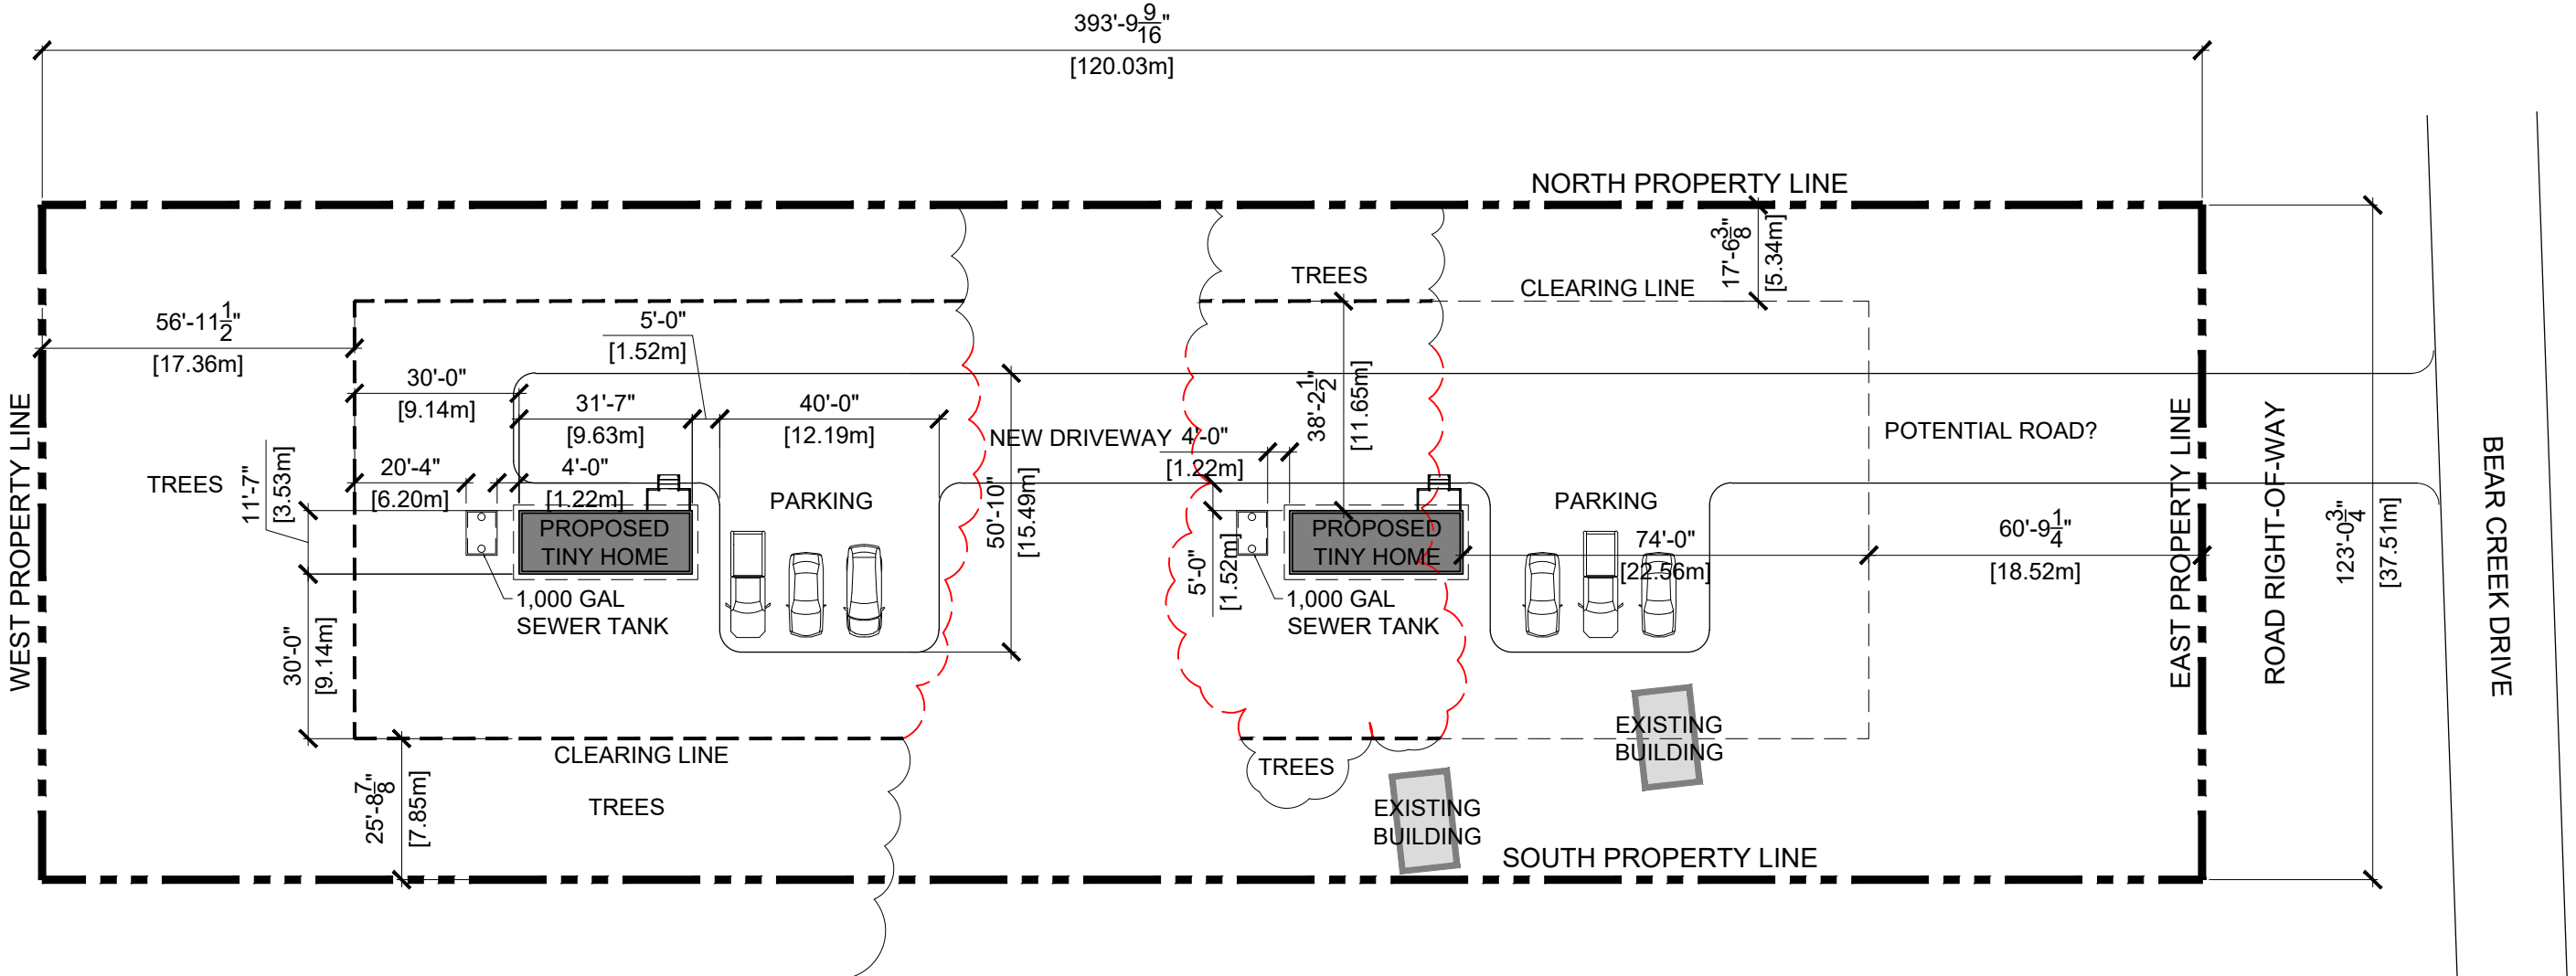 393'-9 9/16"
[120.03m]
NORTH PROPERTY LINE
17'-6 3/8"
[5.34m]
TREES
CLEARING LINE
56'-11 1/2"
[17.36m]
5'-0"
[1.52m]
30'-0"
[9.14m]
31'-7"
[9.63m]
40'-0"
[12.19m]
38'-2 1/2"
[11.65m]
NEW DRIVEWAY
4'-0"
[1.22m]
POTENTIAL ROAD?
WEST PROPERTY LINE
EAST PROPERTY LINE
ROAD RIGHT-OF-WAY
BEAR CREEK DRIVE
TREES
11'-7"
[3.53m]
20'-4"
[6.20m]
4'-0"
[1.22m]
PARKING
50'-10"
[15.49m]
PARKING
PROPOSED
TINY HOME
PROPOSED
TINY HOME
74'-0"
[22.56m]
60'-9 1/4"
[18.52m]
123'-0 3/4"
[37.51m]
5'-0"
[1.52m]
1,000 GAL
SEWER TANK
1,000 GAL
SEWER TANK
30'-0"
[9.14m]
CLEARING LINE
TREES
25'-8 7/8"
[7.85m]
TREES
EXISTING
BUILDING
EXISTING
BUILDING
SOUTH PROPERTY LINE